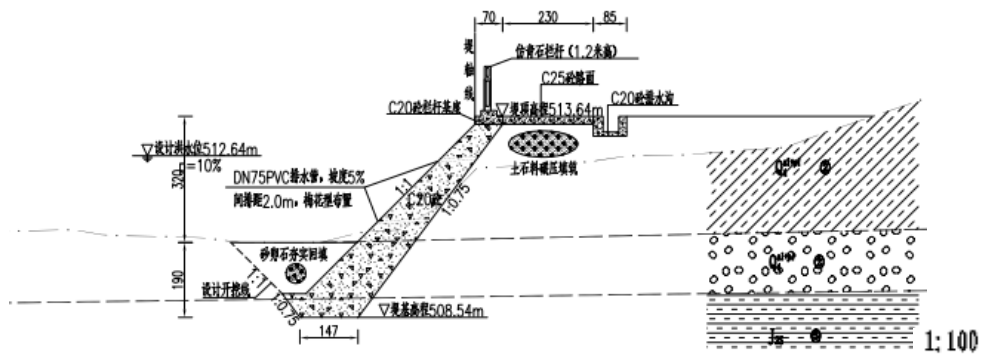 70 230 85
堤轴线
仿青石栏杆(1.2米高)
C25砼路面
C20砼栏杆基座
▽堤顶高程513.64m
C20砼排水沟
▽设计洪水位512.64m
P=10%
320
土石料碾压填筑
DN75PVC排水管,坡度5%
间排距2.0m,梅花型布置
1:1
C20砼
1:0.75
砂卵石夯实回填
190
设计开挖线
1:1
1:0.75
▽堤基高程508.54m
147
1:100